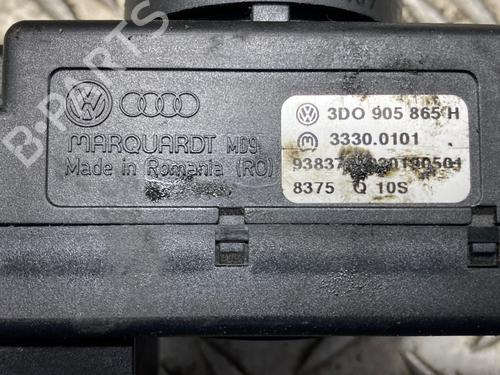 MARQUARDT MD9
Made in Romania (RO)
3D0 905 865 H
3330.0101
8375 Q 10S
B-PARTS